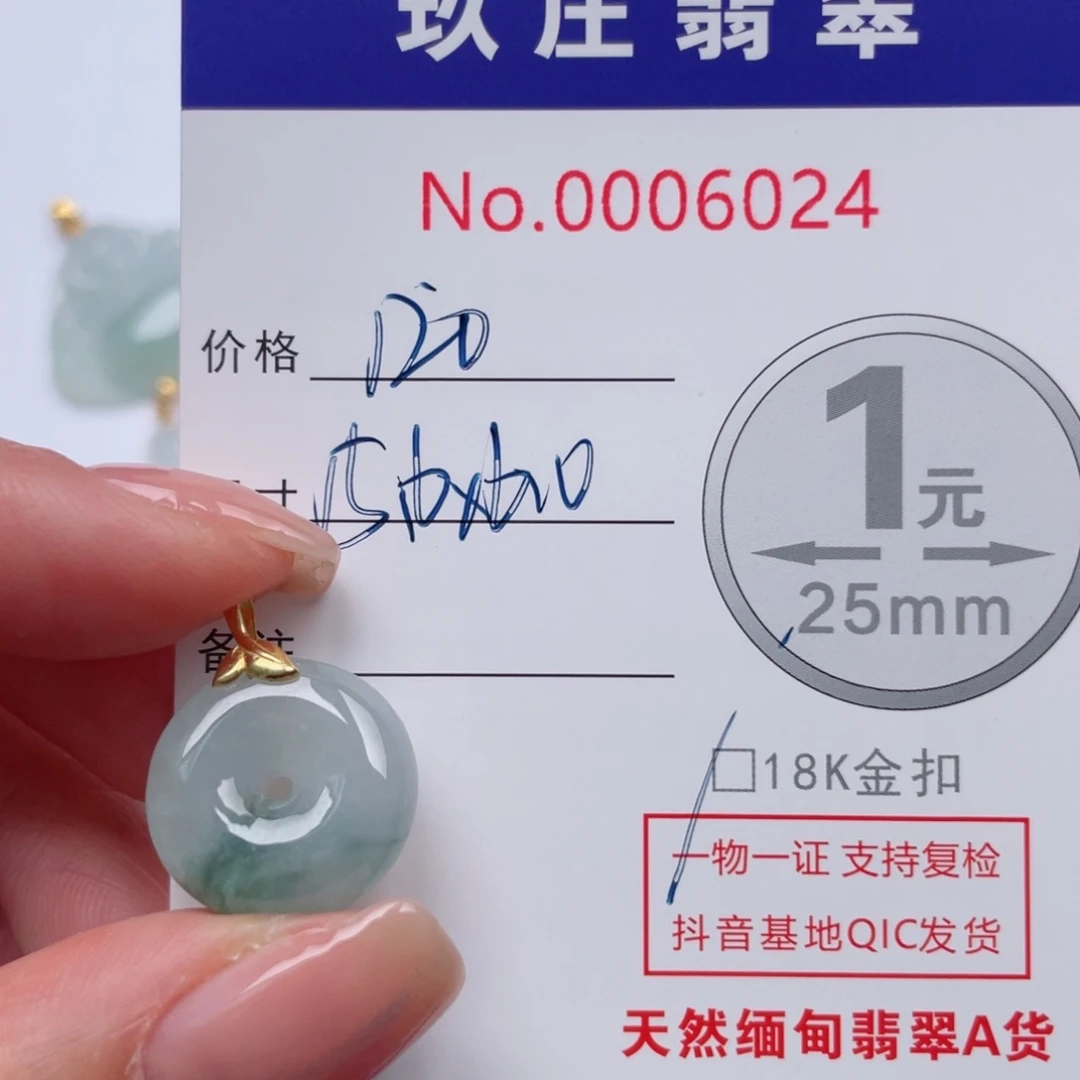 玖庄翡翠
No.0006024
价格
1元
25mm
备注
18K金扣
一物一证 支持复检
抖音基地QIC发货
天然缅甸翡翠A货